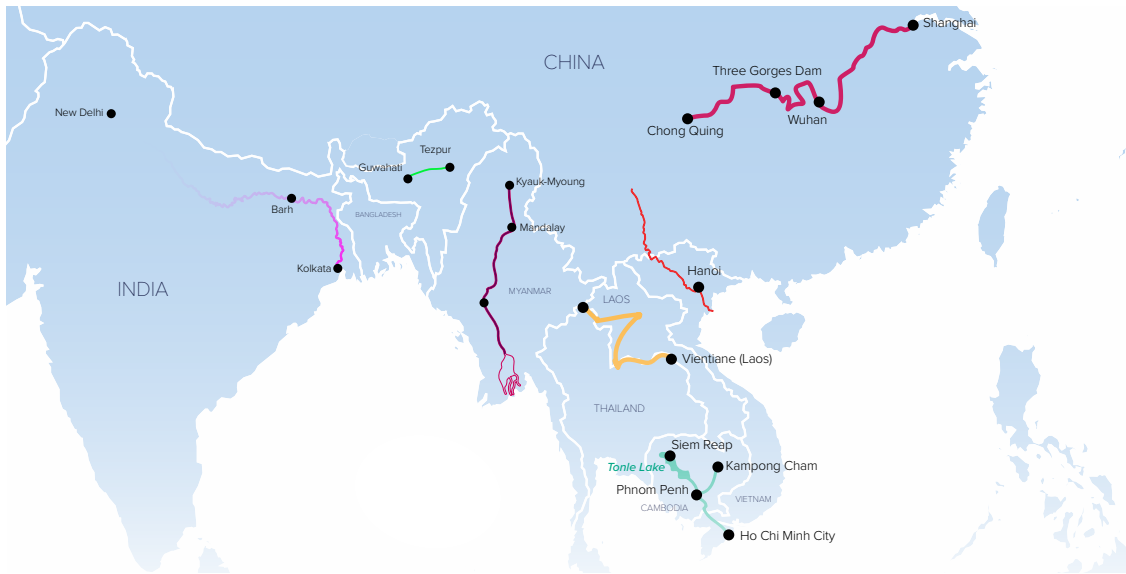 Shanghai
CHINA
Three Gorges Dam
New Delhi
Wuhan
Chong Quing
Tezpur
Guwahati
Kyauk-Myoung
Barh
BANGLADESH
Mandalay
Kolkata
Hanoi
INDIA
MYANMAR
LAOS
Vientiane (Laos)
THAILAND
Siem Reap
Tonle Lake
Kampong Cham
Phnom Penh
VIETNAM
CAMBODIA
Ho Chi Minh City